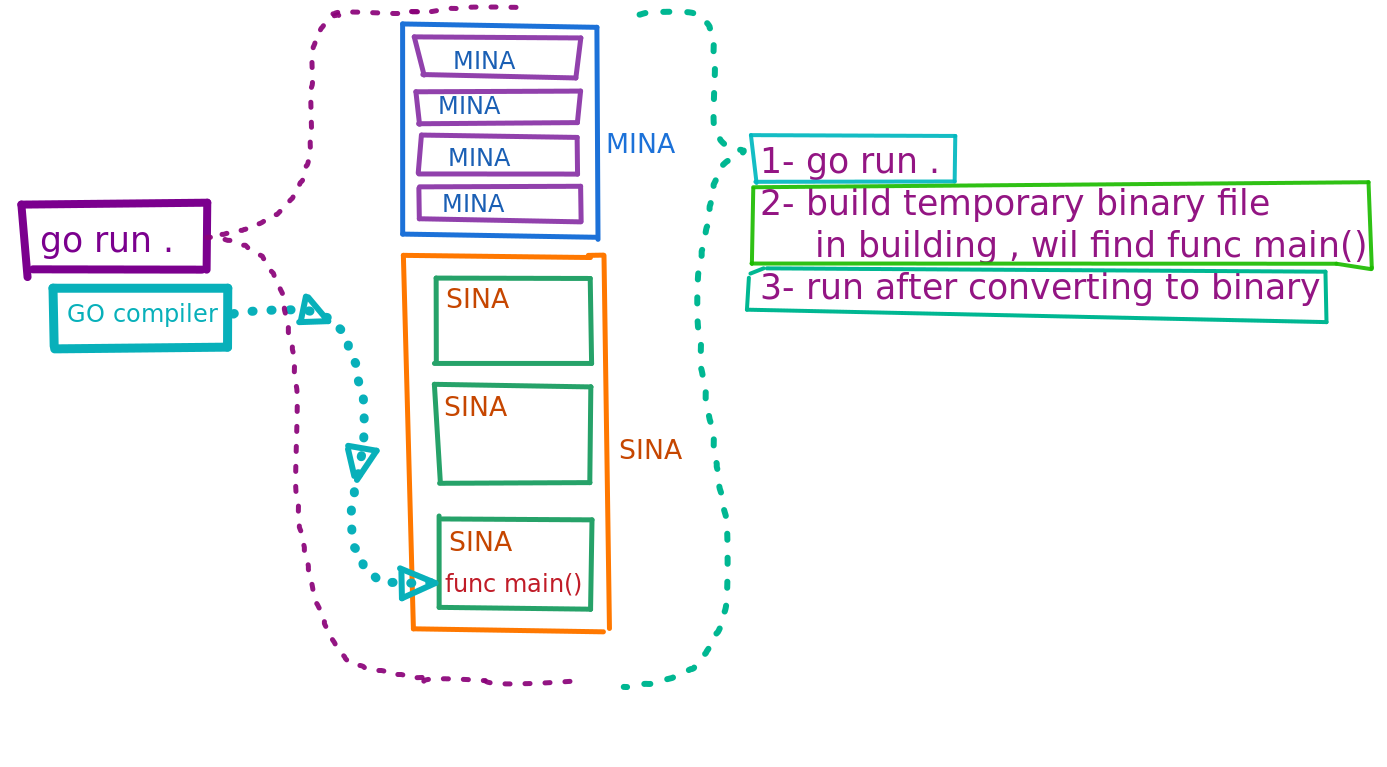 go run .
GO compiler
MINA
MINA
MINA
MINA
MINA
SINA
SINA
SINA
func main()
SINA
1- go run .
2- build temporary binary file
in building , wil find func main()
3- run after converting to binary